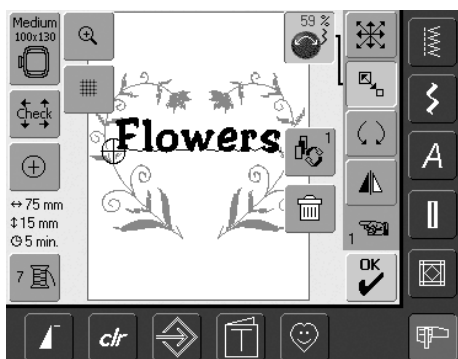 Medium
100x130
59 %
Check
Flowers
1
↔ 75 mm
↕ 15 mm
5 min.
1
7
OK
A
clr
T